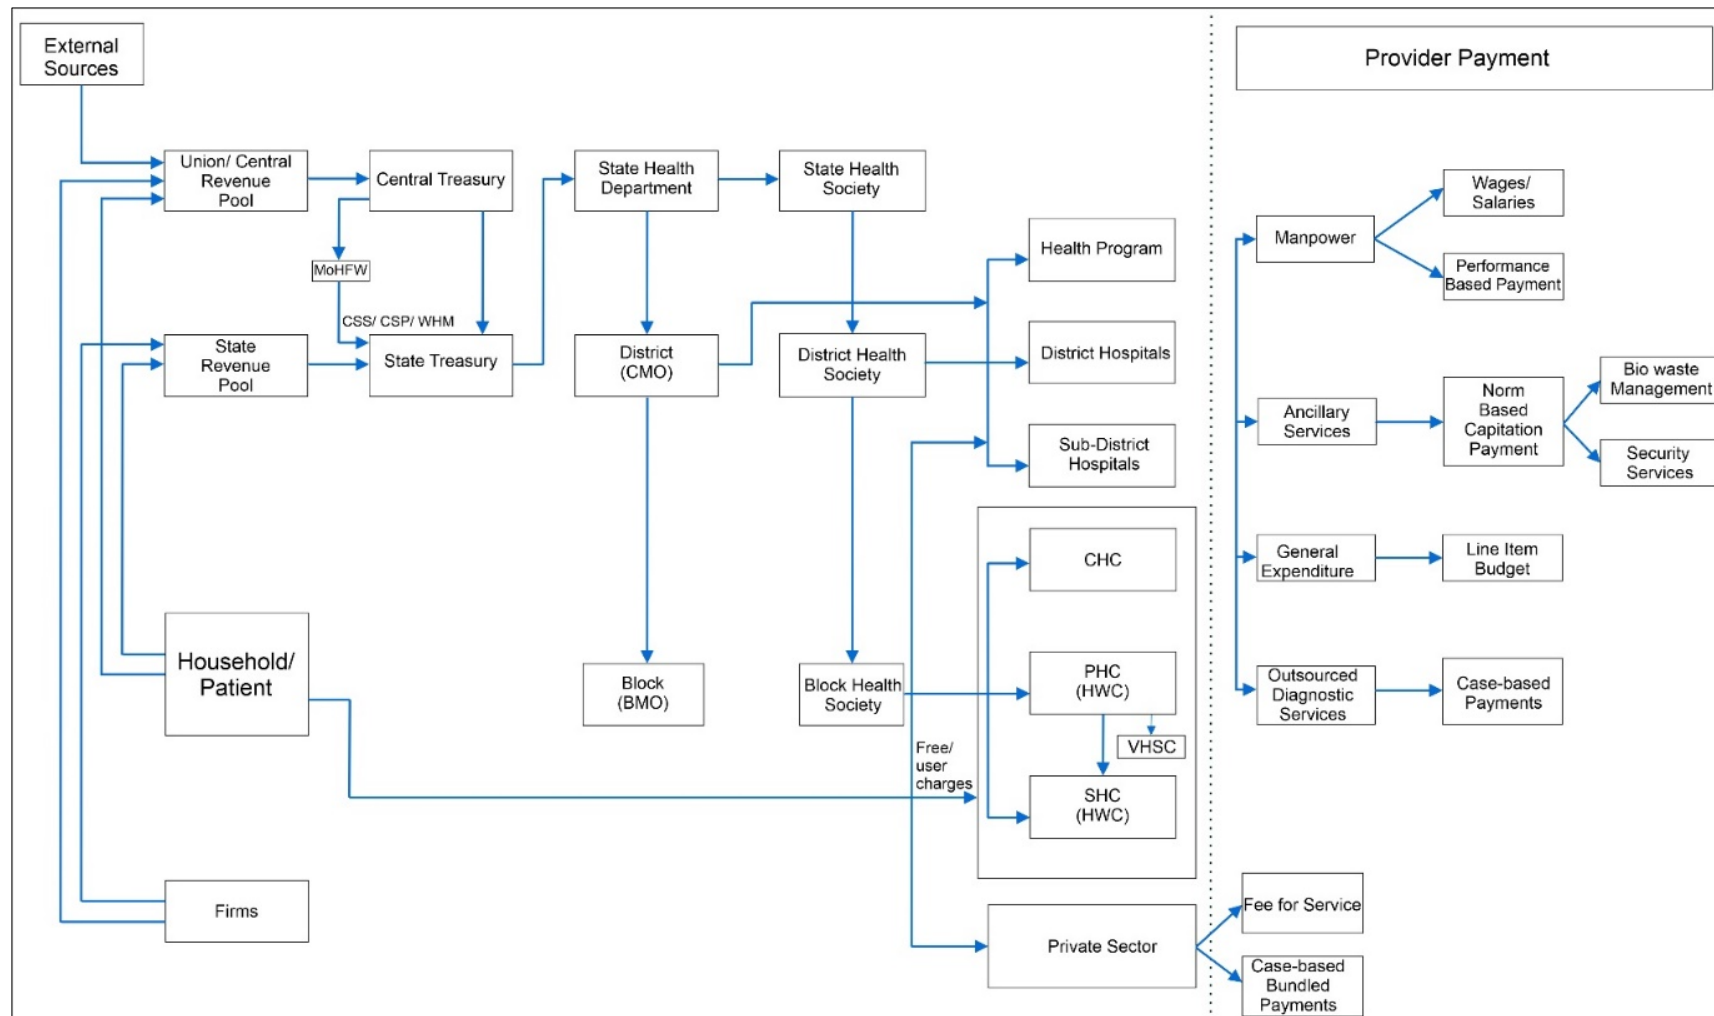 External
Sources
Provider Payment
Union/ Central
Revenue
Pool
Central Treasury
State Health
Department
State Health
Society
MoHFW
CSS/ CSP/ WHM
State
Revenue
Pool
State Treasury
District
(CMO)
District Health
Society
Health Program
District Hospitals
Sub-District
Hospitals
CHC
Household/
Patient
Block
(BMO)
Block Health
Society
PHC
(HWC)
VHSC
Free/
user
charges
SHC
(HWC)
Firms
Private Sector
Manpower
Wages/
Salaries
Performance
Based Payment
Ancillary
Services
Norm
Based
Capitation
Payment
Bio waste
Management
Security
Services
General
Expenditure
Line Item
Budget
Outsourced
Diagnostic
Services
Case-based
Payments
Fee for Service
Case-based
Bundled
Payments